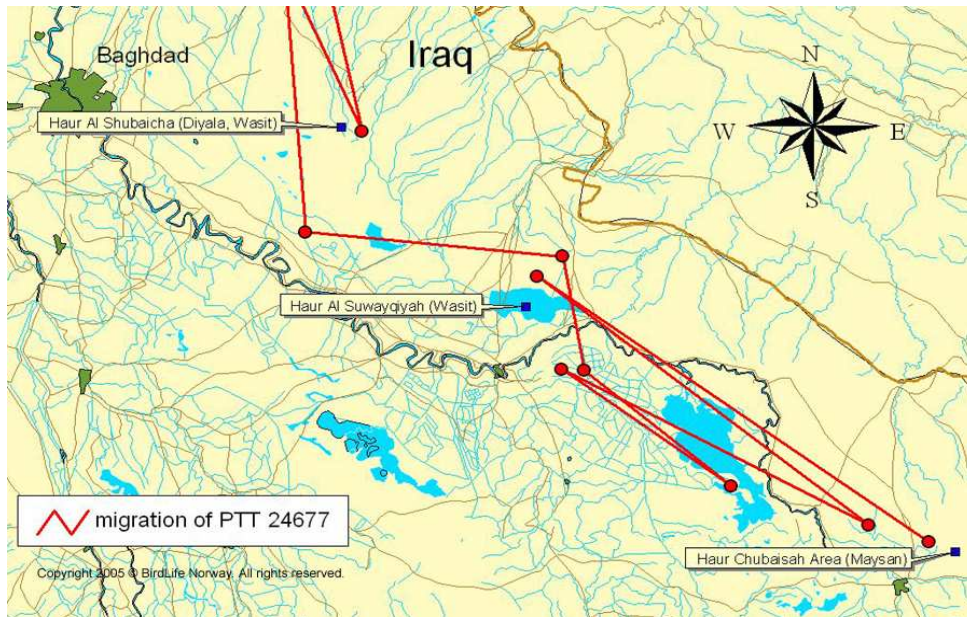 Baghdad
Iraq
N
Haur Al Shubaicha (Diyala, Wasit)
W
E
S
Haur Al Suwayqiyah (Wasit)
migration of PTT 24677
Haur Chubaisah Area (Maysan)
Copyright 2005 © BirdLife Norway. All rights reserved.